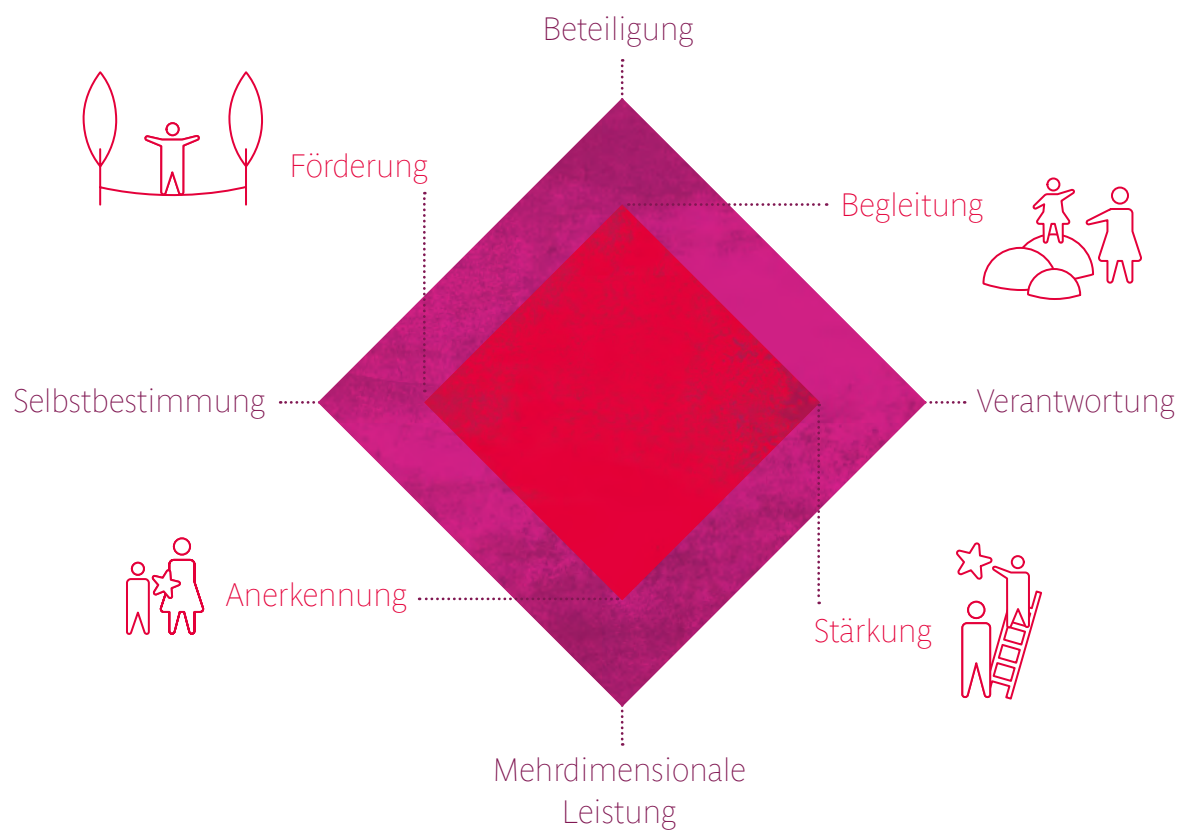 Beteiligung
Förderung
Begleitung
Selbstbestimmung
Verantwortung
Anerkennung
Stärkung
Mehrdimensionale
Leistung